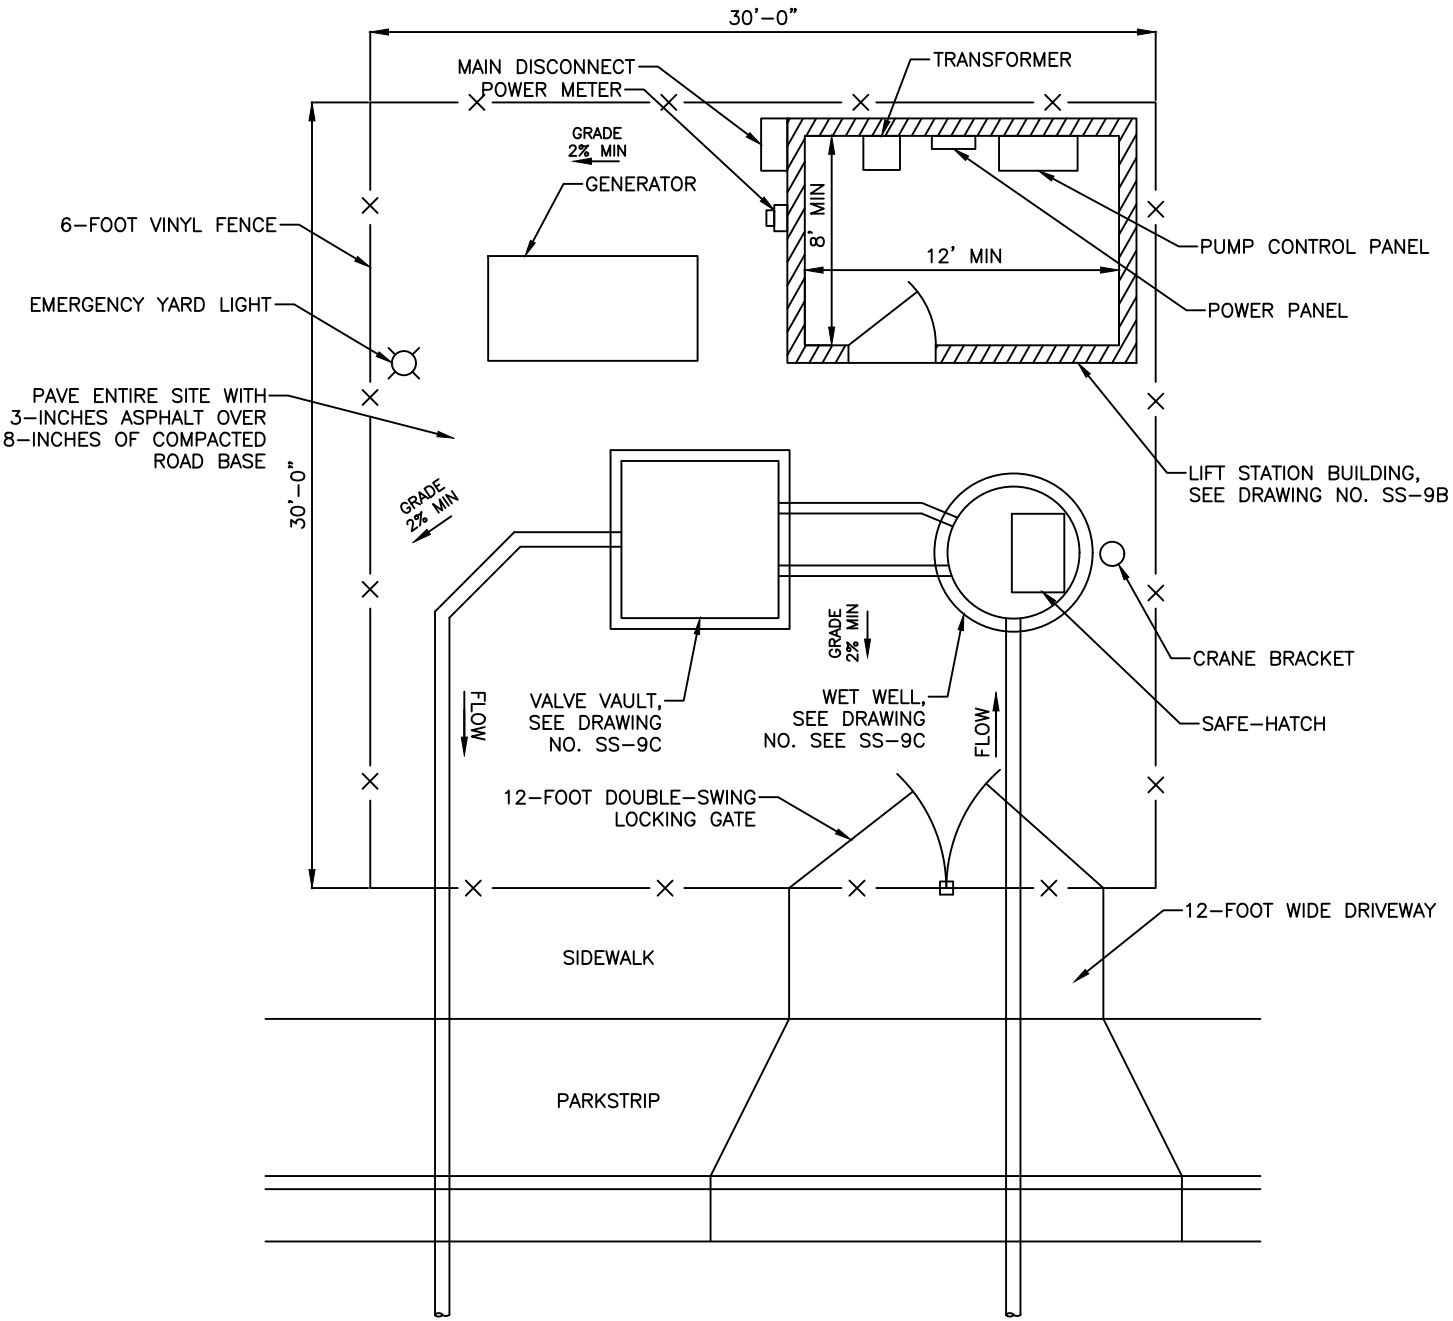 30'-0"
MAIN DISCONNECT
POWER METER
TRANSFORMER
GRADE
2% MIN
GENERATOR
6-FOOT VINYL FENCE
8' MIN
12' MIN
PUMP CONTROL PANEL
EMERGENCY YARD LIGHT
POWER PANEL
PAVE ENTIRE SITE WITH
3-INCHES ASPHALT OVER
8-INCHES OF COMPACTED
ROAD BASE
30'-0"
GRADE
2% MIN
LIFT STATION BUILDING,
SEE DRAWING NO. SS-9B
GRADE
2% MIN
CRANE BRACKET
FLOW
VALVE VAULT,
SEE DRAWING
NO. SS-9C
WET WELL,
SEE DRAWING
NO. SEE SS-9C
FLOW
SAFE-HATCH
12-FOOT DOUBLE-SWING
LOCKING GATE
12-FOOT WIDE DRIVEWAY
SIDEWALK
PARKSTRIP